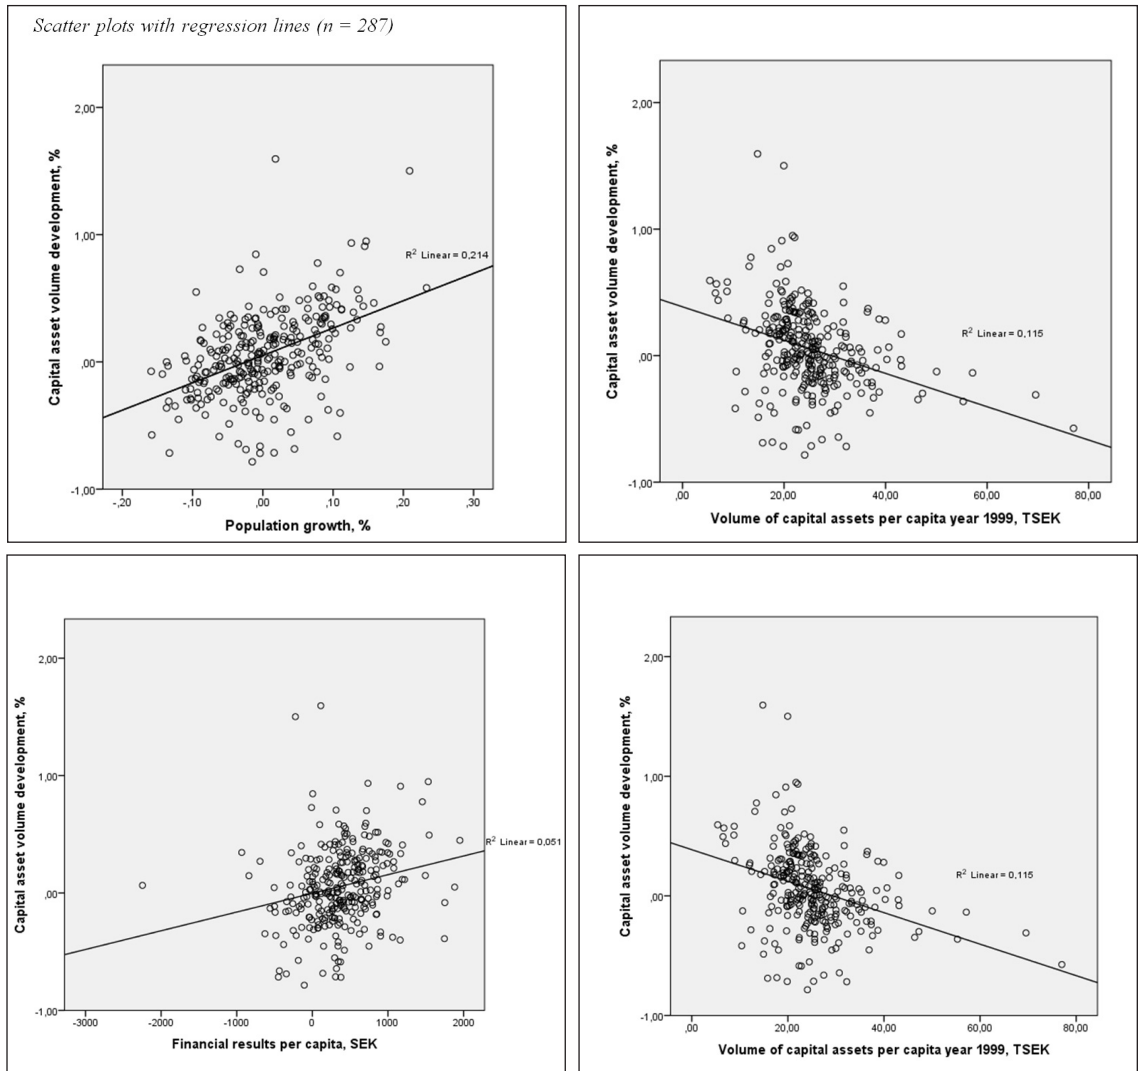 Scatter plots with regression lines (n = 287)
Capital asset volume development, %
2,00
1,00
,00
-1,00
R² Linear = 0,214
-,20
-,10
,00
,10
,20
,30
Population growth, %
Capital asset volume development, %
2,00
1,00
,00
-1,00
R² Linear = 0,115
,00
20,00
40,00
60,00
80,00
Volume of capital assets per capita year 1999, TSEK
Capital asset volume development, %
2,00
1,00
,00
-1,00
R² Linear = 0,051
-3000
-2000
-1000
0
1000
2000
Financial results per capita, SEK
Capital asset volume development, %
2,00
1,00
,00
-1,00
R² Linear = 0,115
,00
20,00
40,00
60,00
80,00
Volume of capital assets per capita year 1999, TSEK